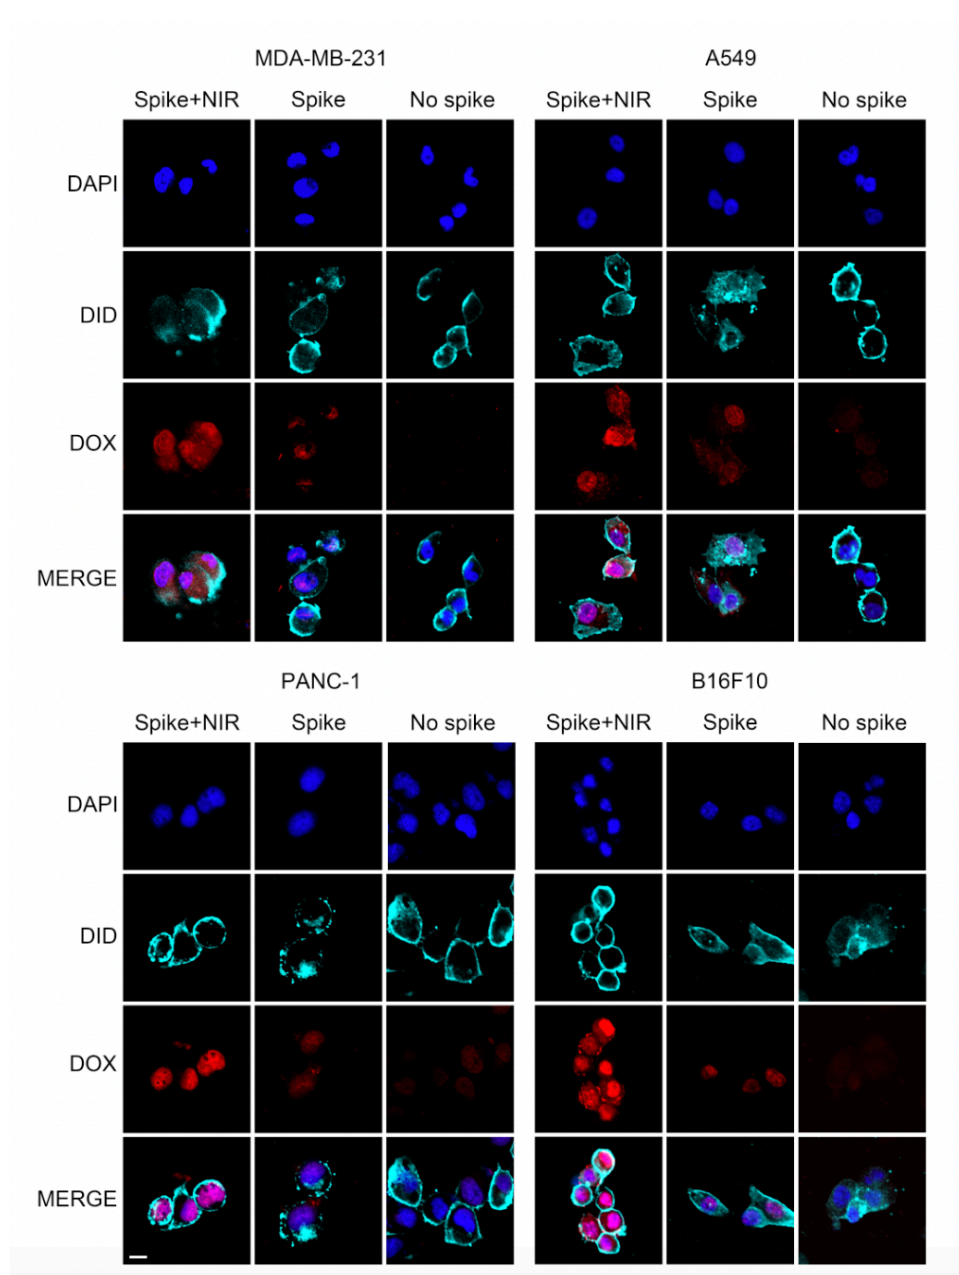 MDA-MB-231 A549
Spike+NIR Spike No spike Spike+NIR Spike No spike
DAPI
DID
DOX
MERGE
PANC-1 B16F10
Spike+NIR Spike No spike Spike+NIR Spike No spike
DAPI
DID
DOX
MERGE